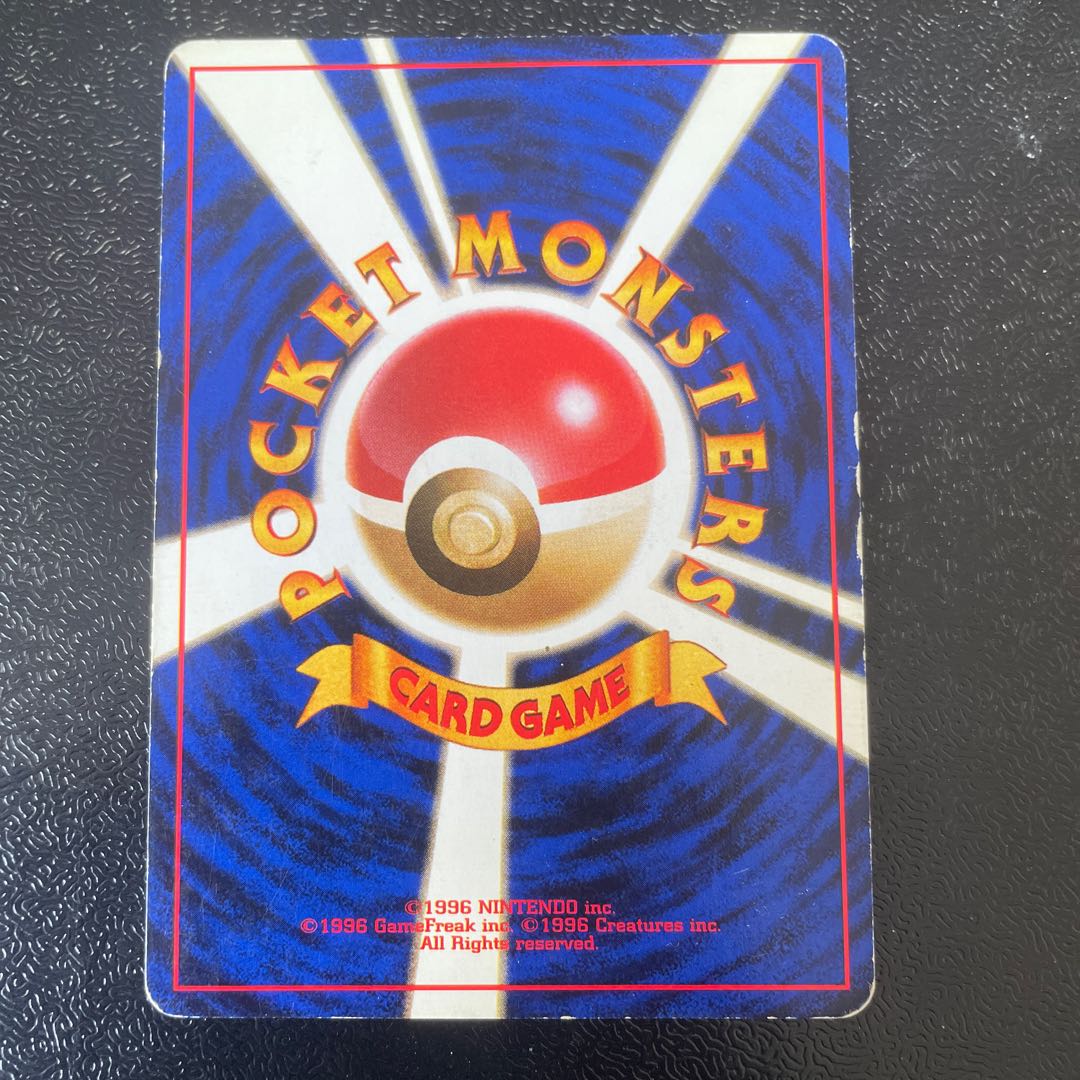 POCKET MONSTERS
CARD GAME
©1996 NINTENDO inc.
©1996 GameFreak inc. ©1996 Creatures inc.
All Rights reserved.